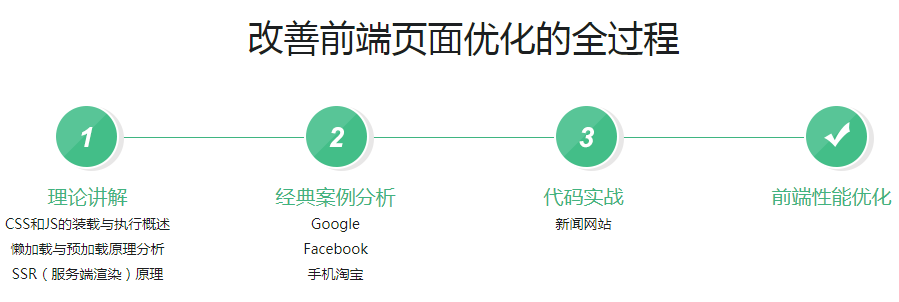 改善前端页面优化的全过程
1
2
3
理论讲解
经典案例分析
代码实战
前端性能优化
CSS和JS的装载与执行概述
Google
新闻网站
懒加载与预加载原理分析
Facebook
SSR（服务端渲染）原理
手机淘宝